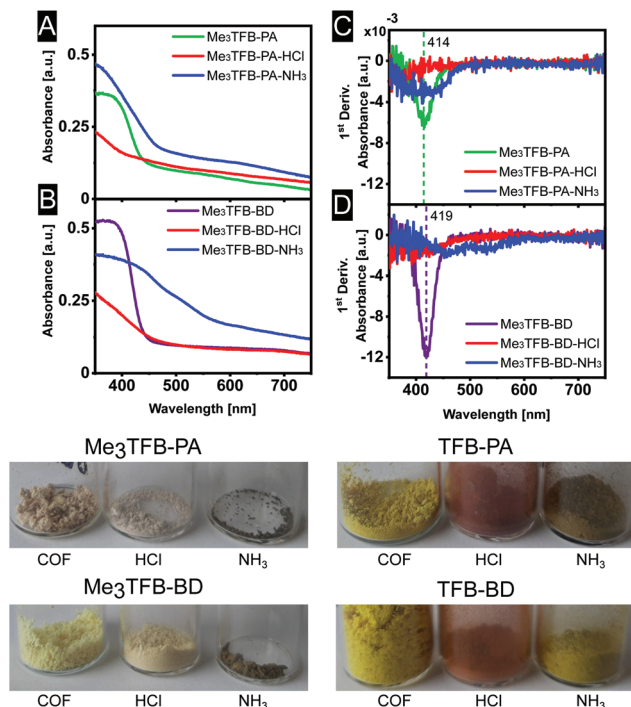 A
Me₃TFB-PA
Me₃TFB-PA-HCl
Me₃TFB-PA-NH₃
Absorbance [a.u.]
0.5
0.25
0
B
Me₃TFB-BD
Me₃TFB-BD-HCl
Me₃TFB-BD-NH₃
Absorbance [a.u.]
0.5
0.25
0
400 500 600 700
Wavelength [nm]
C
x10 -3
414
0
-4
-8
-12
1st Deriv.
Absorbance [a.u.]
Me₃TFB-PA
Me₃TFB-PA-HCl
Me₃TFB-PA-NH₃
D
419
0
-4
-8
-12
1st Deriv.
Absorbance [a.u.]
Me₃TFB-BD
Me₃TFB-BD-HCl
Me₃TFB-BD-NH₃
400 500 600 700
Wavelength [nm]
Me₃TFB-PA
COF HCl NH₃
TFB-PA
COF HCl NH₃
Me₃TFB-BD
COF HCl NH₃
TFB-BD
COF HCl NH₃